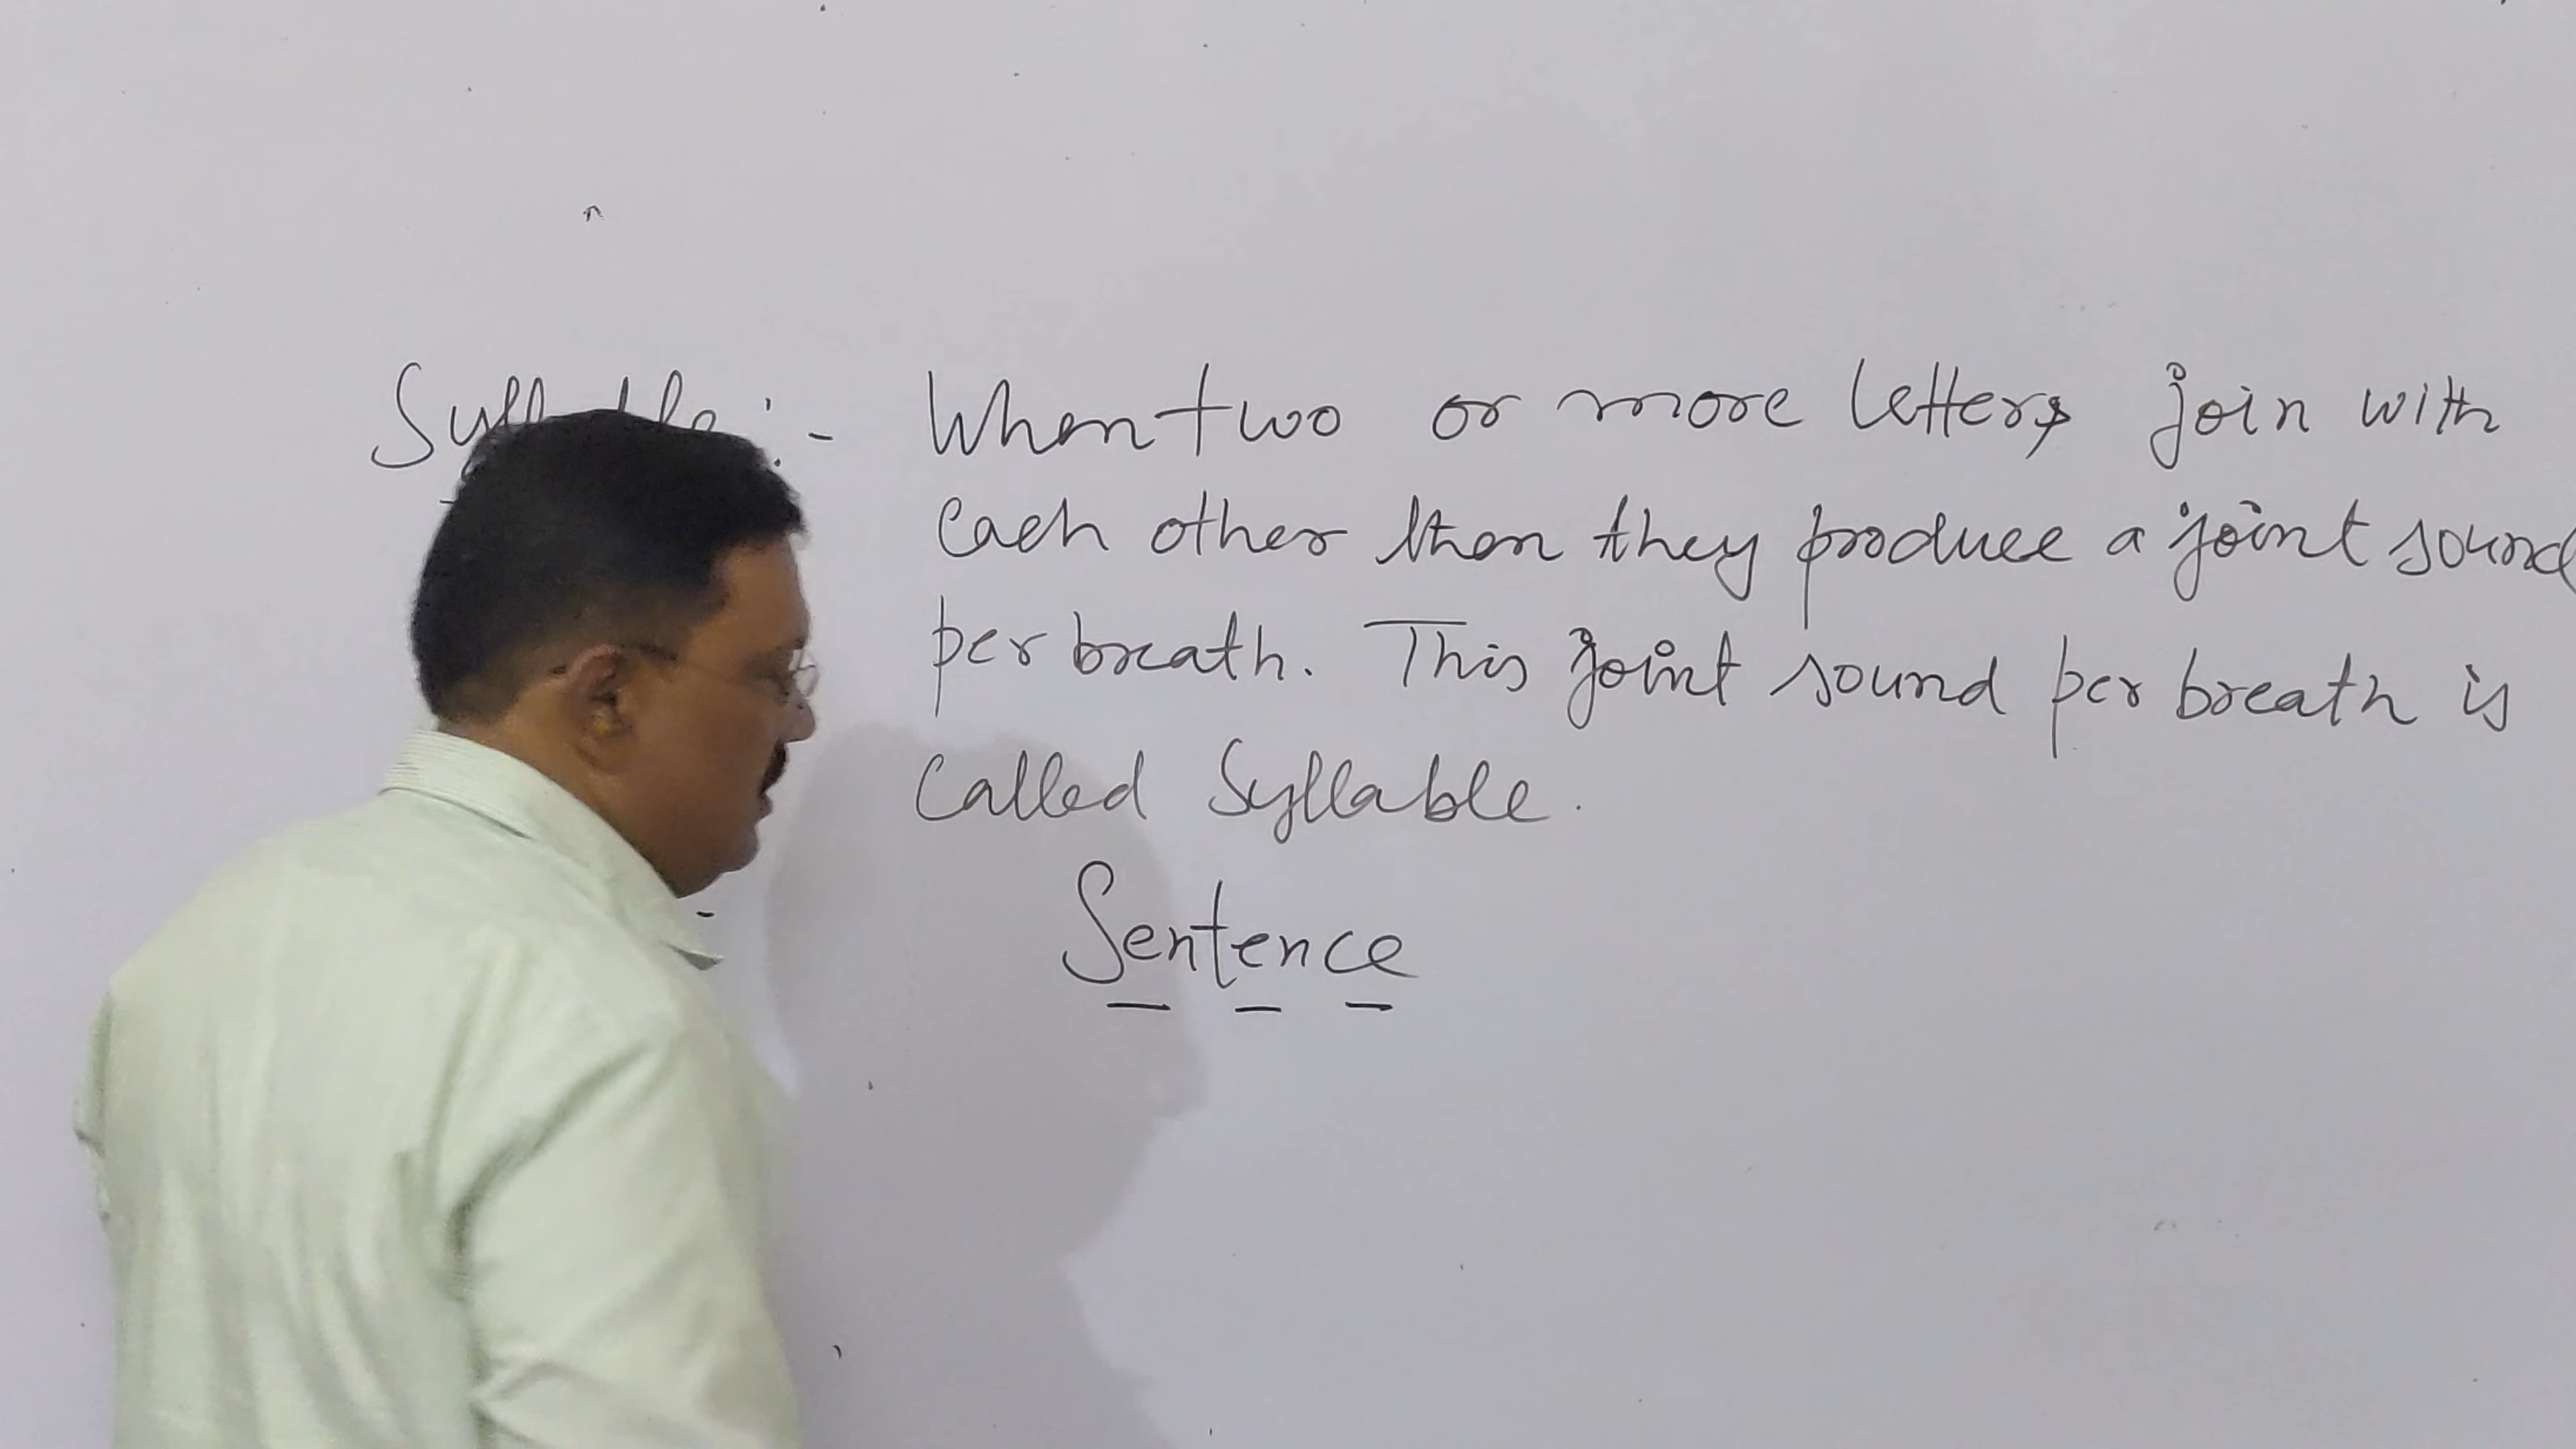 Syllable :- When two or more letters join with
each other then they produce a joint sound
per breath. This joint sound per breath is
called Syllable.
Sentence